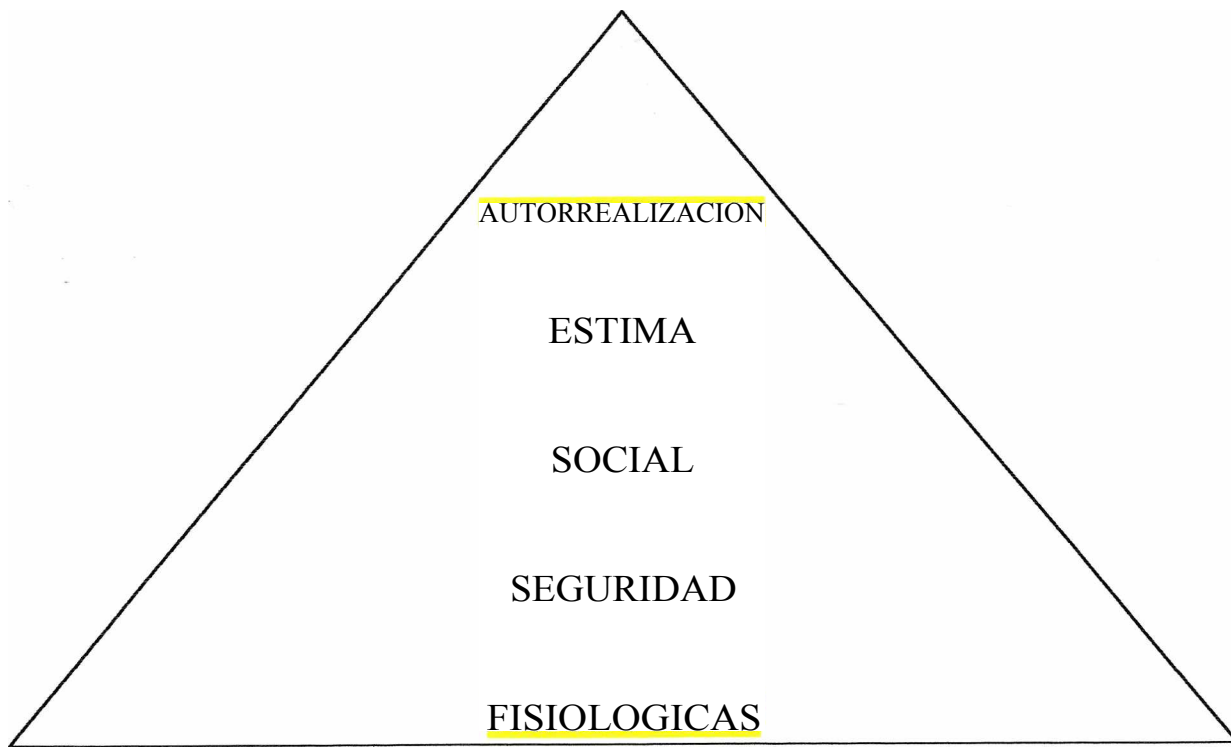 AUTORREALIZACION
ESTIMA
SOCIAL
SEGURIDAD
FISIOLOGICAS